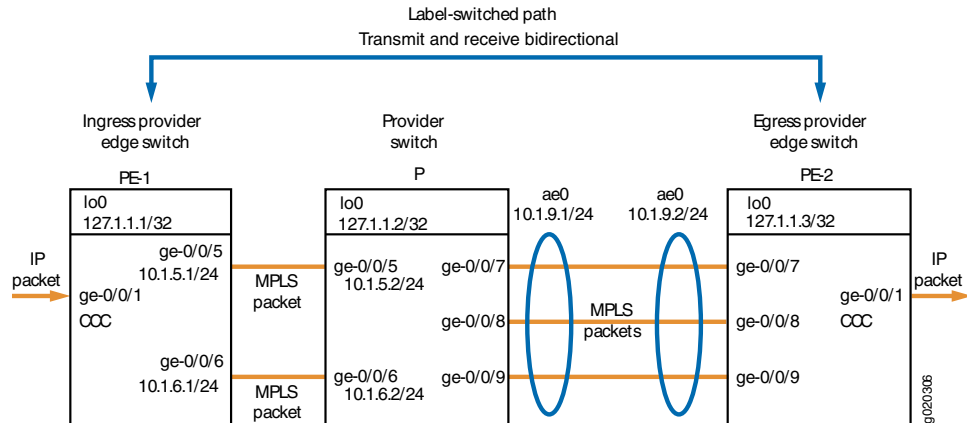 Label-switched path
Transmit and receive bidirectional
Ingress provider
edge switch
Provider
switch
Egress provider
edge switch
PE-1
P
PE-2
lo0
127.1.1.1/32
lo0
127.1.1.2/32
ae0
10.1.9.1/24
ae0
10.1.9.2/24
lo0
127.1.1.3/32
IP
packet
ge-0/0/5
10.1.5.1/24
ge-0/0/1
CCC
ge-0/0/6
10.1.6.1/24
MPLS
packet
MPLS
packet
ge-0/0/5
10.1.5.2/24
ge-0/0/6
10.1.6.2/24
ge-0/0/7
ge-0/0/8
ge-0/0/9
MPLS
packets
ge-0/0/7
ge-0/0/8
ge-0/0/9
ge-0/0/1
CCC
IP
packet
g020306